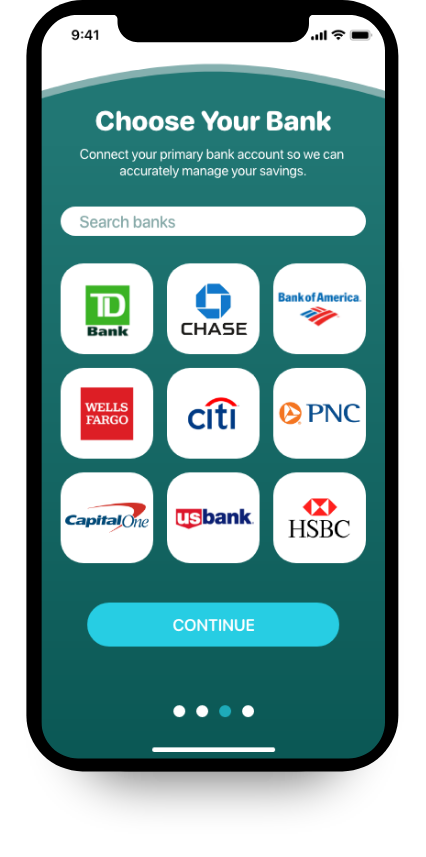 9:41
Choose Your Bank
Connect your primary bank account so we can
accurately manage your savings.
Search banks
TD
Bank
CHASE
Bank of America.
WELLS
FARGO
citi
PNC
Capital One
usbank.
HSBC
CONTINUE